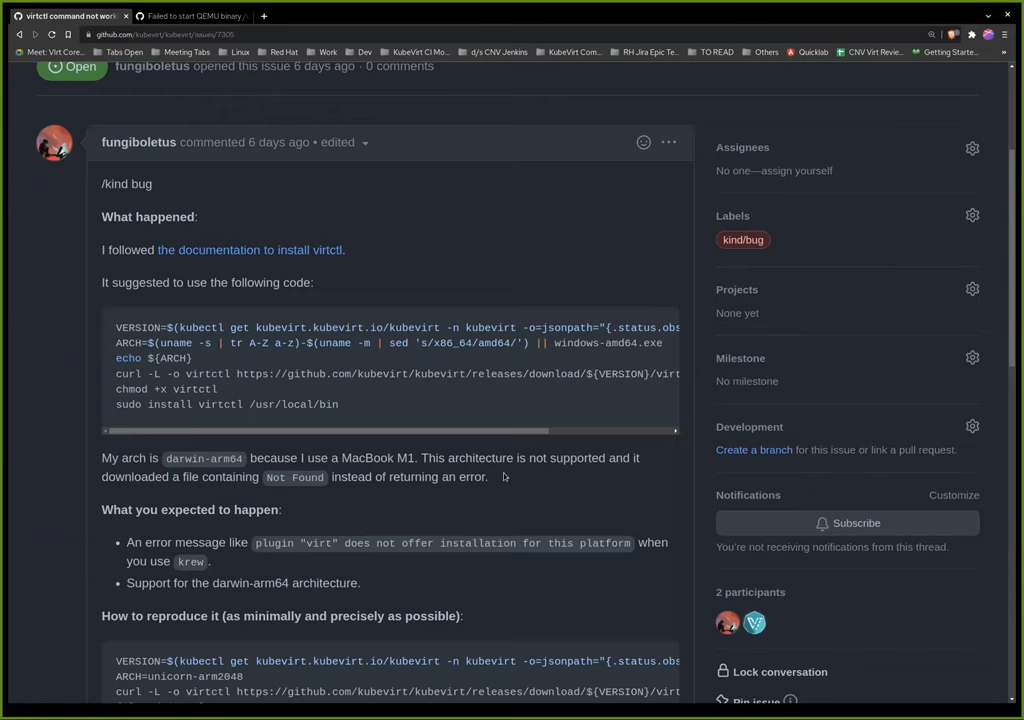 virtctl command not work
Failed to start QEMU binary /
github.com/kubevirt/kubevirt/issues/7305
Meet: VIrt Core...
Tabs Open
Meeting Tabs
Linux
Red Hat
Work
Dev
KubeVirt CI Mo...
d/s CNV Jenkins
KubeVirt Com...
RH Jira Epic Te...
TO READ
Others
Quicklab
CNV Virt Revie...
Getting Starte...
»
Open
fungiboletus opened this issue 6 days ago · 0 comments
fungiboletus commented 6 days ago • edited
/kind bug
What happened:
I followed the documentation to install virtctl.
It suggested to use the following code:
VERSION=$(kubectl get kubevirt.kubevirt.io/kubevirt -n kubevirt -o=jsonpath="{.status.obs
ARCH=$(uname -s | tr A-Z a-z)-$(uname -m | sed 's/x86_64/amd64/') || windows-amd64.exe
echo ${ARCH}
curl -L -o virtctl https://github.com/kubevirt/kubevirt/releases/download/${VERSION}/virt
chmod +x virtctl
sudo install virtctl /usr/local/bin
My arch is darwin-arm64 because I use a MacBook M1. This architecture is not supported and it
downloaded a file containing Not Found instead of returning an error.
What you expected to happen:
• An error message like plugin "virt" does not offer installation for this platform when
you use krew.
• Support for the darwin-arm64 architecture.
How to reproduce it (as minimally and precisely as possible):
VERSION=$(kubectl get kubevirt.kubevirt.io/kubevirt -n kubevirt -o=jsonpath="{.status.obs
ARCH=unicorn-arm2048
curl -L -o virtctl https://github.com/kubevirt/kubevirt/releases/download/${VERSION}/virt
Assignees
No one—assign yourself
Labels
kind/bug
Projects
None yet
Milestone
No milestone
Development
Create a branch for this issue or link a pull request.
Notifications
Customize
Subscribe
You're not receiving notifications from this thread.
2 participants
Lock conversation
Pin issue